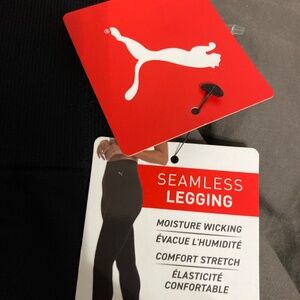 SEAMLESS
LEGGING
MOISTURE WICKING
ÉVACUE L'HUMIDITÉ
COMFORT STRETCH
ÉLASTICITÉ
CONFORTABLE